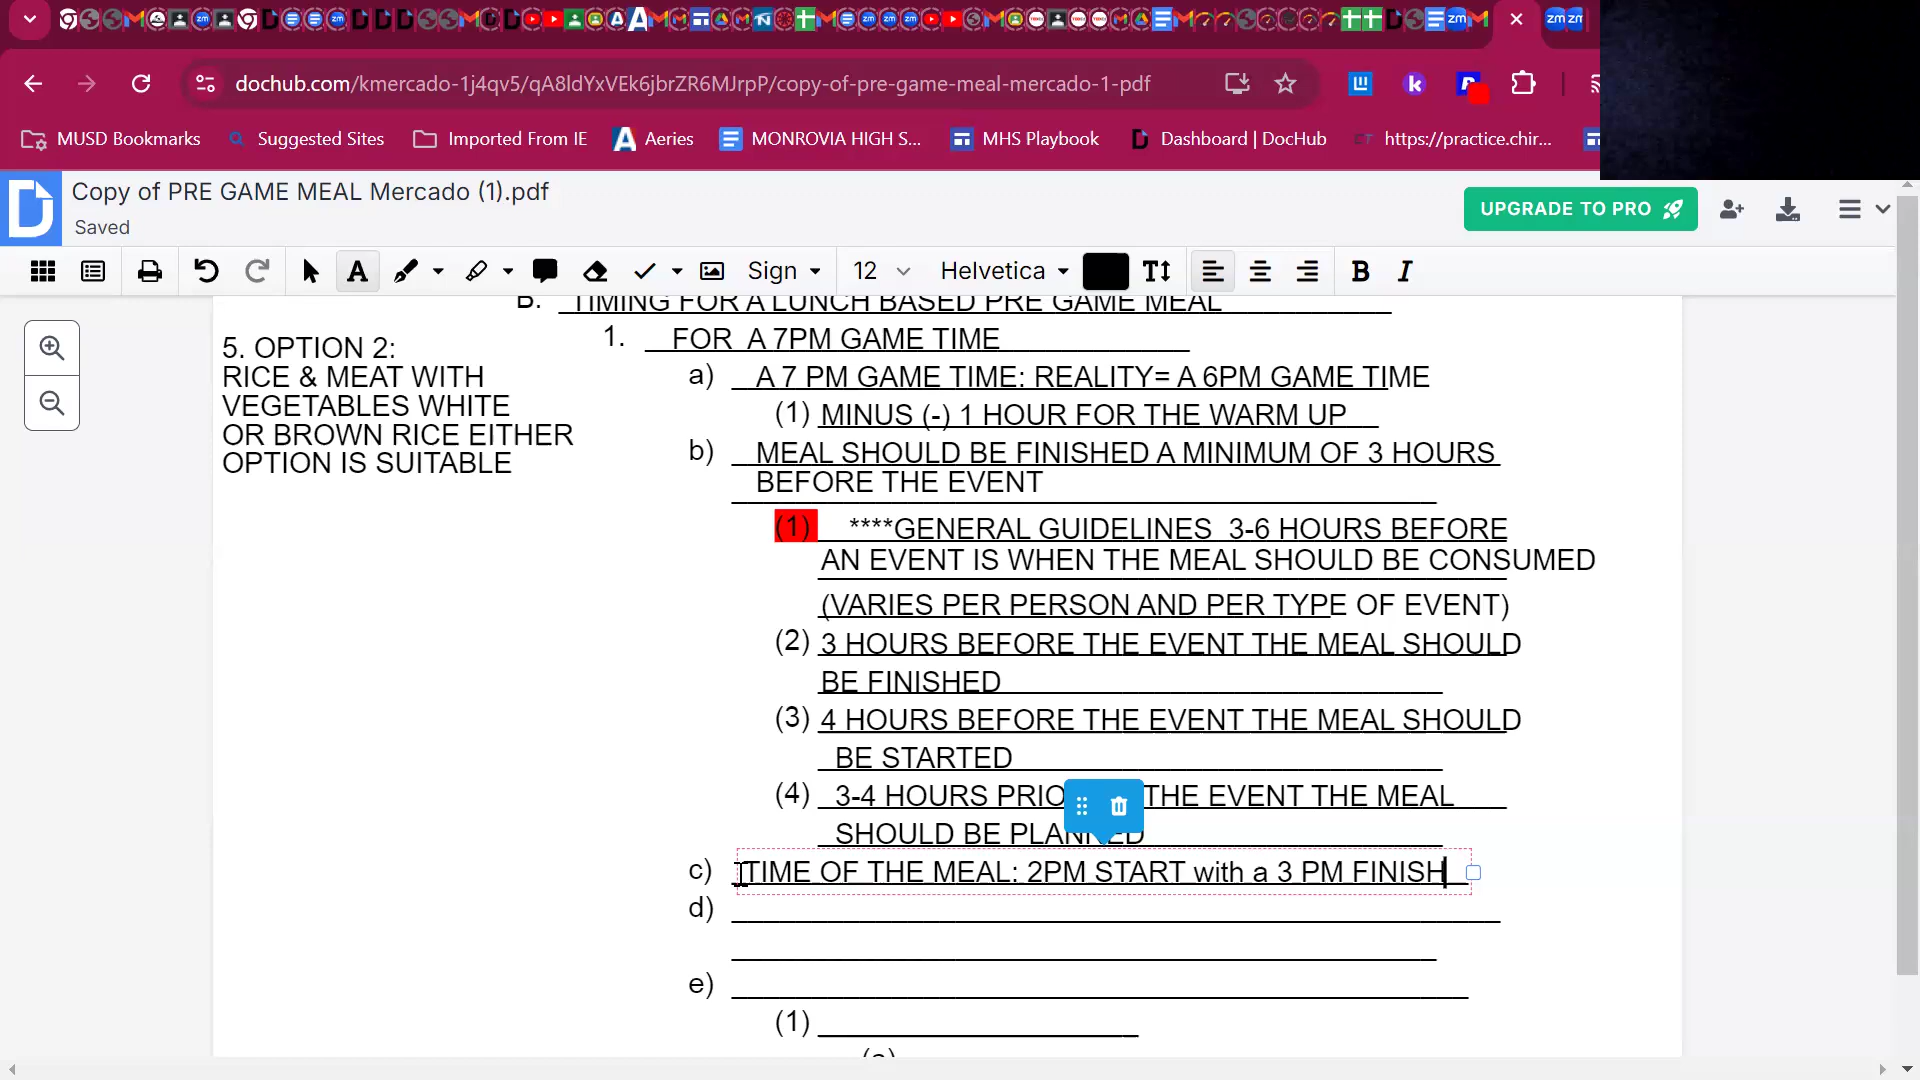 dochub.com/kmercado-1j4qv5/qA8ldYxVEk6jbrZR6MJrpP/copy-of-pre-game-meal-mercado-1-pdf
MUSD Bookmarks Suggested Sites Imported From IE Aeries MONROVIA HIGH S... MHS Playbook Dashboard | DocHub https://practice.chir...
Copy of PRE GAME MEAL Mercado (1).pdf
Saved
UPGRADE TO PRO
Sign 12 Helvetica B I
B. TIMING FOR A LUNCH BASED PRE GAME MEAL
1. FOR A 7PM GAME TIME
5. OPTION 2:
RICE & MEAT WITH
VEGETABLES WHITE
OR BROWN RICE EITHER
OPTION IS SUITABLE
a) A 7 PM GAME TIME: REALITY= A 6PM GAME TIME
(1) MINUS (-) 1 HOUR FOR THE WARM UP
b) MEAL SHOULD BE FINISHED A MINIMUM OF 3 HOURS
BEFORE THE EVENT
(1) ****GENERAL GUIDELINES 3-6 HOURS BEFORE
AN EVENT IS WHEN THE MEAL SHOULD BE CONSUMED
(VARIES PER PERSON AND PER TYPE OF EVENT)
(2) 3 HOURS BEFORE THE EVENT THE MEAL SHOULD
BE FINISHED
(3) 4 HOURS BEFORE THE EVENT THE MEAL SHOULD
BE STARTED
(4) 3-4 HOURS THE EVENT THE MEAL
SHOULD BE PLANNED
c) TIME OF THE MEAL: 2PM START with a 3 PM FINISH
d)
e)
(1)